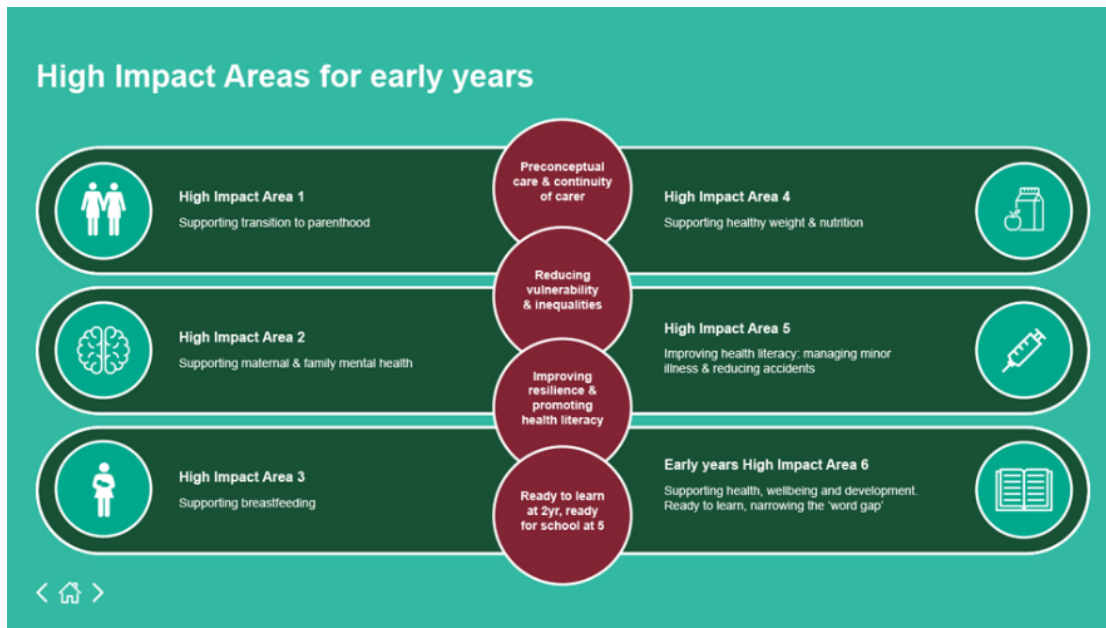 High Impact Areas for early years
High Impact Area 1
Supporting transition to parenthood
High Impact Area 2
Supporting maternal & family mental health
High Impact Area 3
Supporting breastfeeding
Preconceptual
care & continuity
of carer
Reducing
vulnerability
& inequalities
Improving
resilience &
promoting
health literacy
Ready to learn
at 2yr, ready
for school at 5
High Impact Area 4
Supporting healthy weight & nutrition
High Impact Area 5
Improving health literacy: managing minor
illness & reducing accidents
Early years High Impact Area 6
Supporting health, wellbeing and development.
Ready to learn, narrowing the ‘word gap’